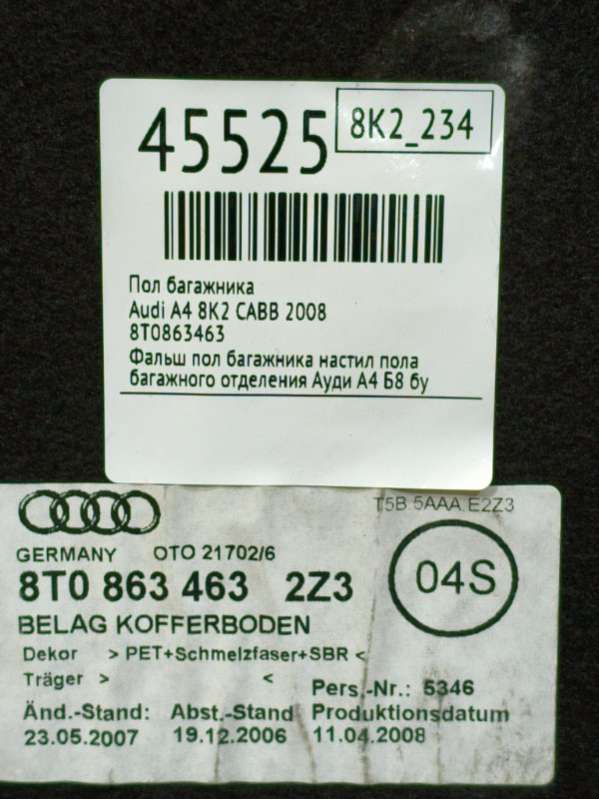 45525
8K2_234
Пол багажника
Audi A4 8K2 CABB 2008
8T0863463
Фальш пол багажника настил пола
багажного отделения Ауди А4 Б8 бу
T5B 5AAA E2Z3
GERMANY OTO 21702/6
8T0 863 463 2Z3
04S
BELAG KOFFERBODEN
Dekor > PET+Schmelzfaser+SBR <
Träger > <
Pers.-Nr.: 5346
Änd.-Stand: Abst.-Stand Produktionsdatum
23.05.2007 19.12.2006 11.04.2008